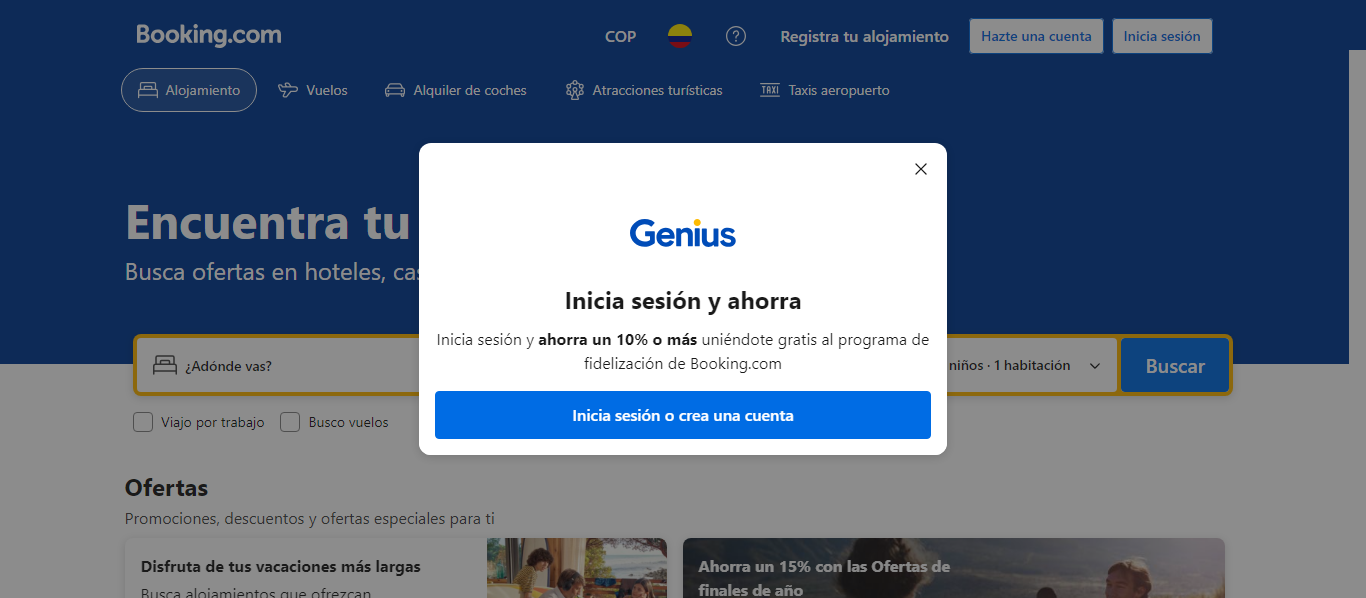 Booking.com
COP
Registra tu alojamiento
Hazte una cuenta
Inicia sesión
Alojamiento
Vuelos
Alquiler de coches
Atracciones turísticas
TAXI
Taxis aeropuerto
Encuentra tu
Busca ofertas en hoteles,
Genius
Inicia sesión y ahorra
Inicia sesión y ahorra un 10% o más uniéndote gratis al programa de
fidelización de Booking.com
Inicia sesión o crea una cuenta
¿Adónde vas?
niños · 1 habitación
Buscar
Viajo por trabajo
Busco vuelos
Ofertas
Promociones, descuentos y ofertas especiales para ti
Disfruta de tus vacaciones más largas
Busca alojamientos que ofrezcan
Ahorra un 15% con las Ofertas de
finales de año